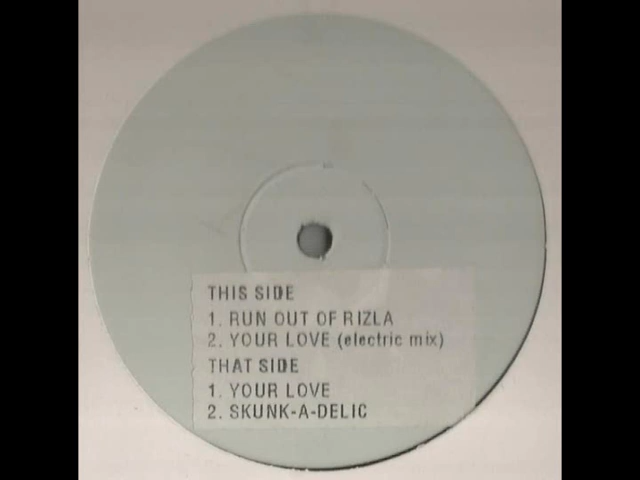 THIS SIDE
1. RUN OUT OF RIZLA
2. YOUR LOVE (electric mix)
THAT SIDE
1. YOUR LOVE
2. SKUNK-A-DELIC